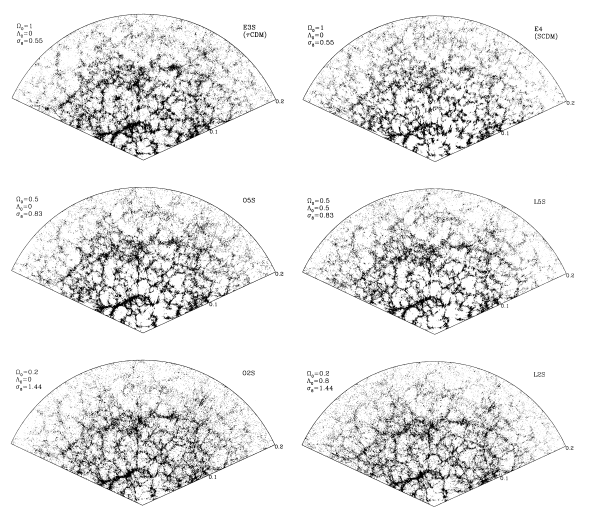 Ω₀=1
Λ₀=0
σ₈=0.55
E3S
(τCDM)
0.1
0.2
Ω₀=1
Λ₀=0
σ₈=0.55
E4
(SCDM)
0.1
0.2
Ω₀=0.5
Λ₀=0
σ₈=0.83
O5S
0.1
0.2
Ω₀=0.5
Λ₀=0.5
σ₈=0.83
L5S
0.1
0.2
Ω₀=0.2
Λ₀=0
σ₈=1.44
O2S
0.1
0.2
Ω₀=0.2
Λ₀=0.8
σ₈=1.44
L2S
0.1
0.2